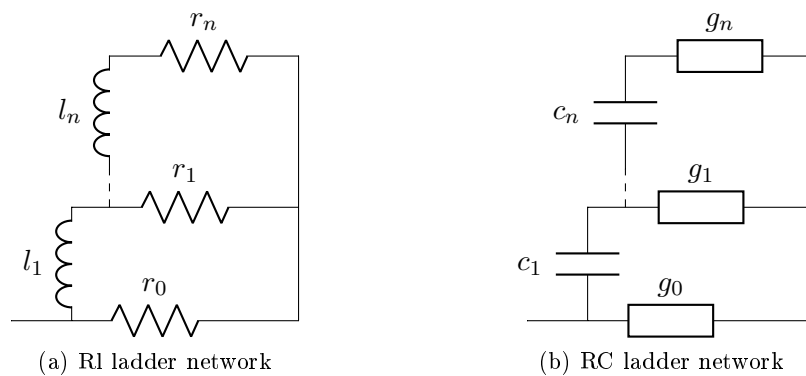 r_n
g_n
l_n
c_n
r_1
g_1
l_1
c_1
r_0
g_0
(a) Rl ladder network
(b) RC ladder network